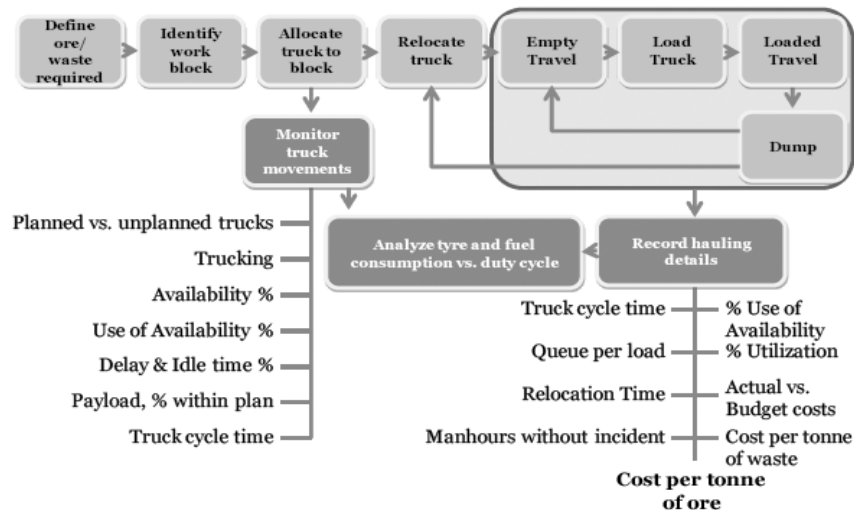 Define
ore/
waste
required
Identify
work
block
Allocate
truck to
block
Relocate
truck
Empty
Travel
Load
Truck
Loaded
Travel
Dump
Monitor
truck
movements
Planned vs. unplanned trucks
Trucking
Availability %
Use of Availability %
Delay & Idle time %
Payload, % within plan
Truck cycle time
Analyze tyre and fuel
consumption vs. duty cycle
Record hauling
details
Truck cycle time
Queue per load
Relocation Time
Manhours without incident
% Use of
Availability
% Utilization
Actual vs.
Budget costs
Cost per tonne
of waste
Cost per tonne
of ore